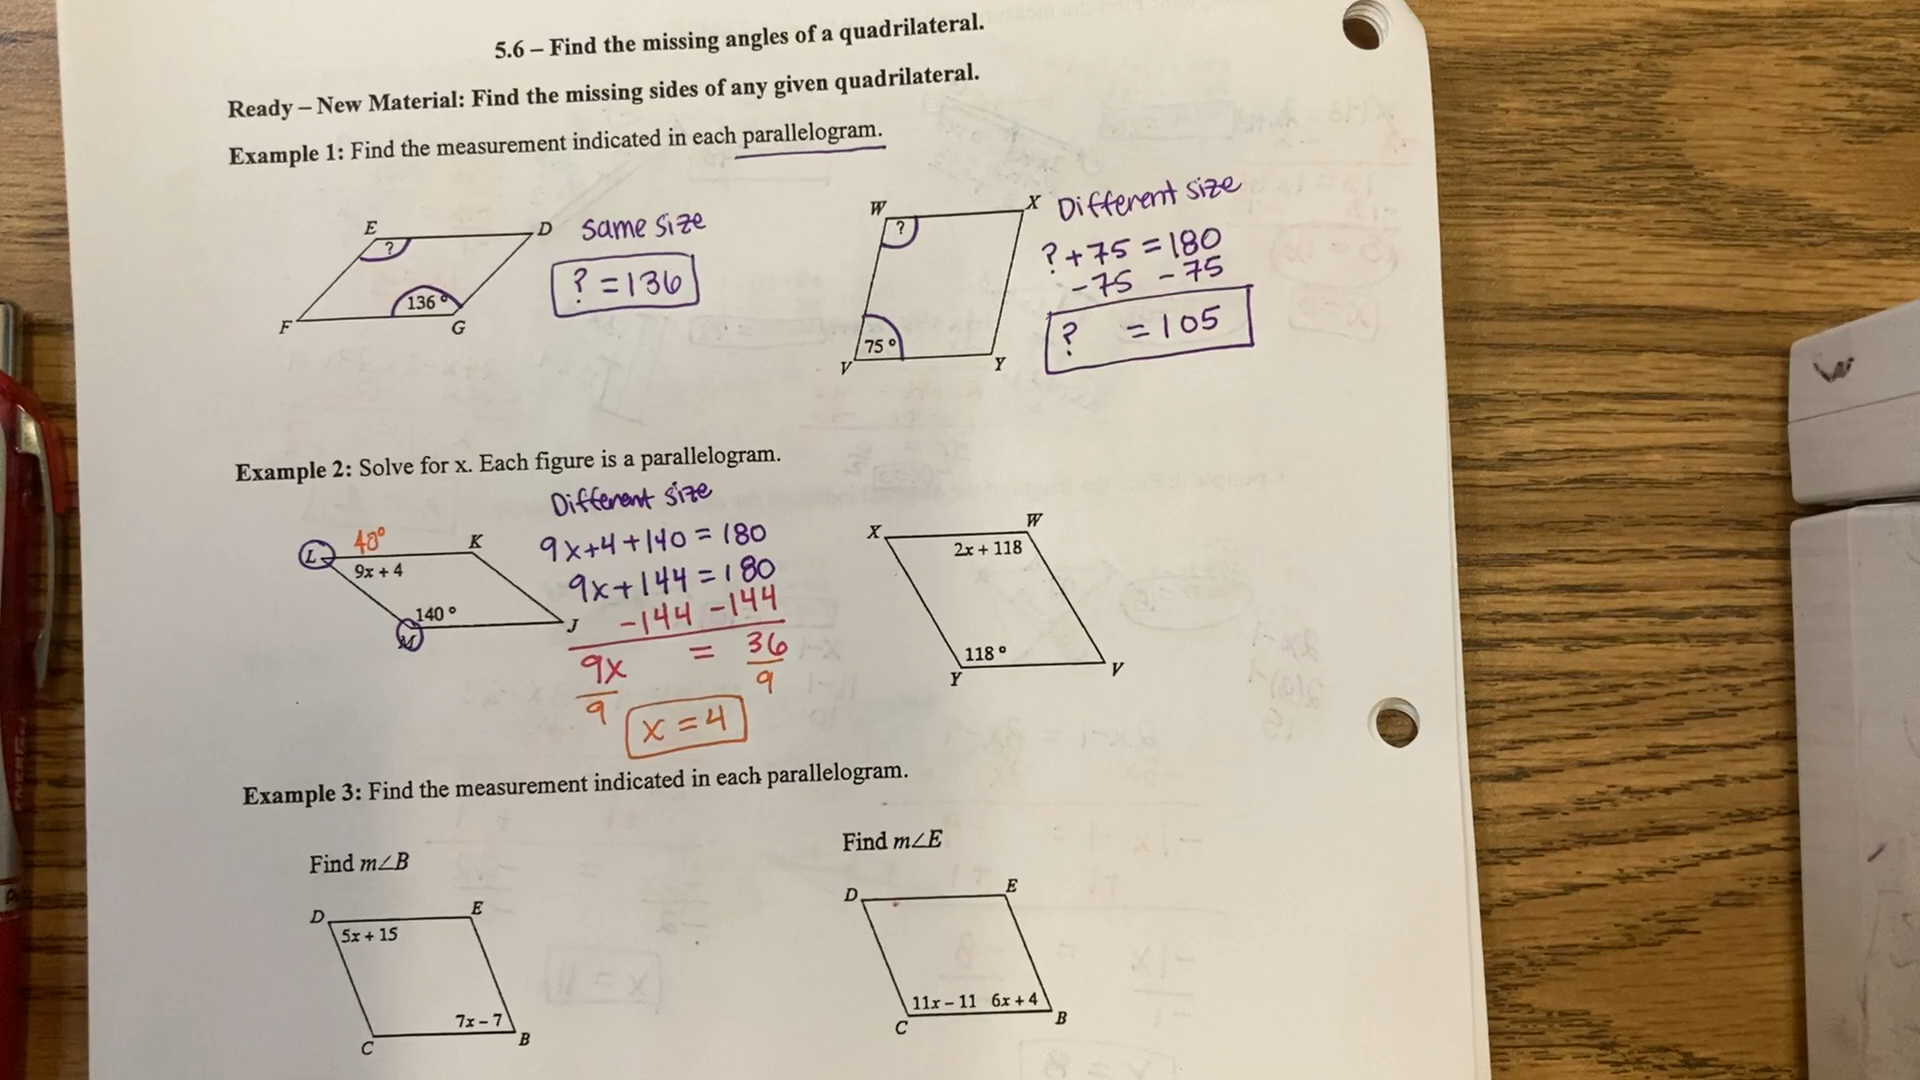 5.6 – Find the missing angles of a quadrilateral.
Ready – New Material: Find the missing sides of any given quadrilateral.
Example 1: Find the measurement indicated in each parallelogram.
E
?
D
136°
F
G
Same size
? = 136
W
?
X
75°
V
Y
Different size
? + 75 = 180
-75 -75
? = 105
Example 2: Solve for x. Each figure is a parallelogram.
Different size
L
40°
K
9x + 4
140°
M
J
9x+4+140 = 180
9x+144 = 180
-144 -144
9x = 36
9 9
x = 4
X
W
2x + 118
118°
Y
V
Example 3: Find the measurement indicated in each parallelogram.
Find m∠B
D
E
5x + 15
7x – 7
C
B
Find m∠E
D
E
11x – 11 6x + 4
C
B